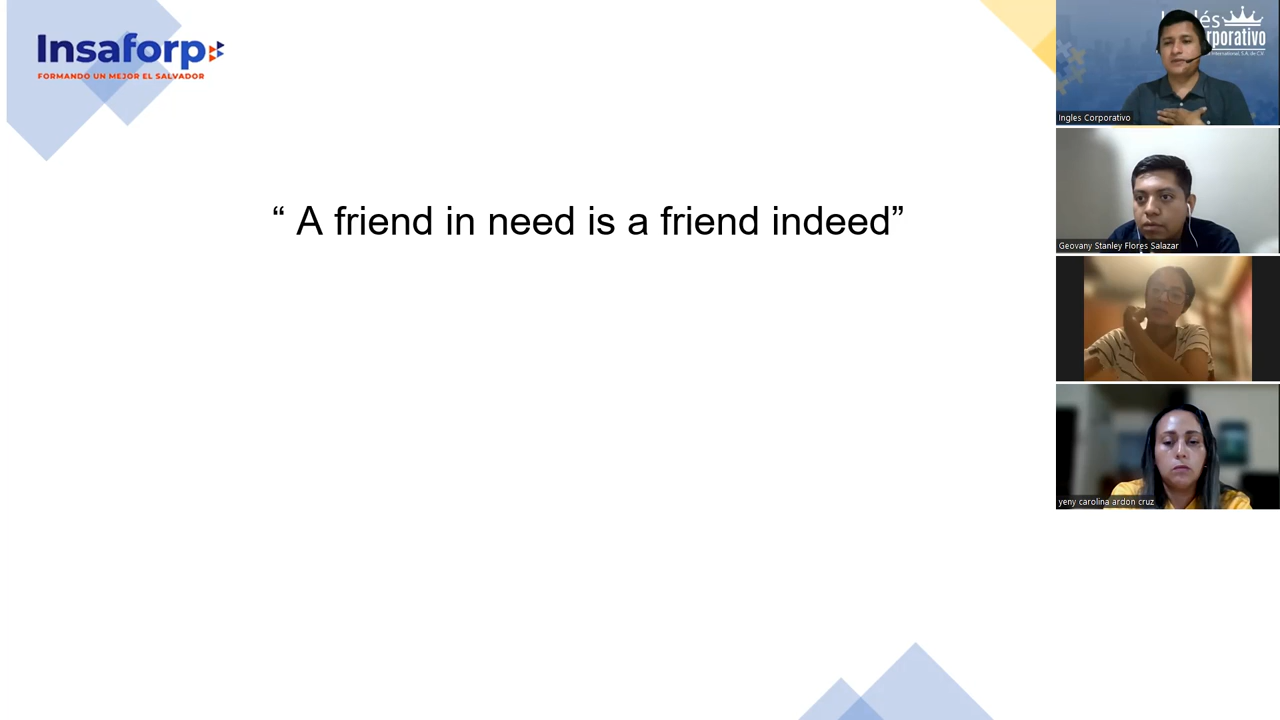 Insaforp
FORMANDO UN MEJOR EL SALVADOR
“ A friend in need is a friend indeed”
Ingles Corporativo
Geovany Stanley Flores Salazar
yeny carolina ardon cruz